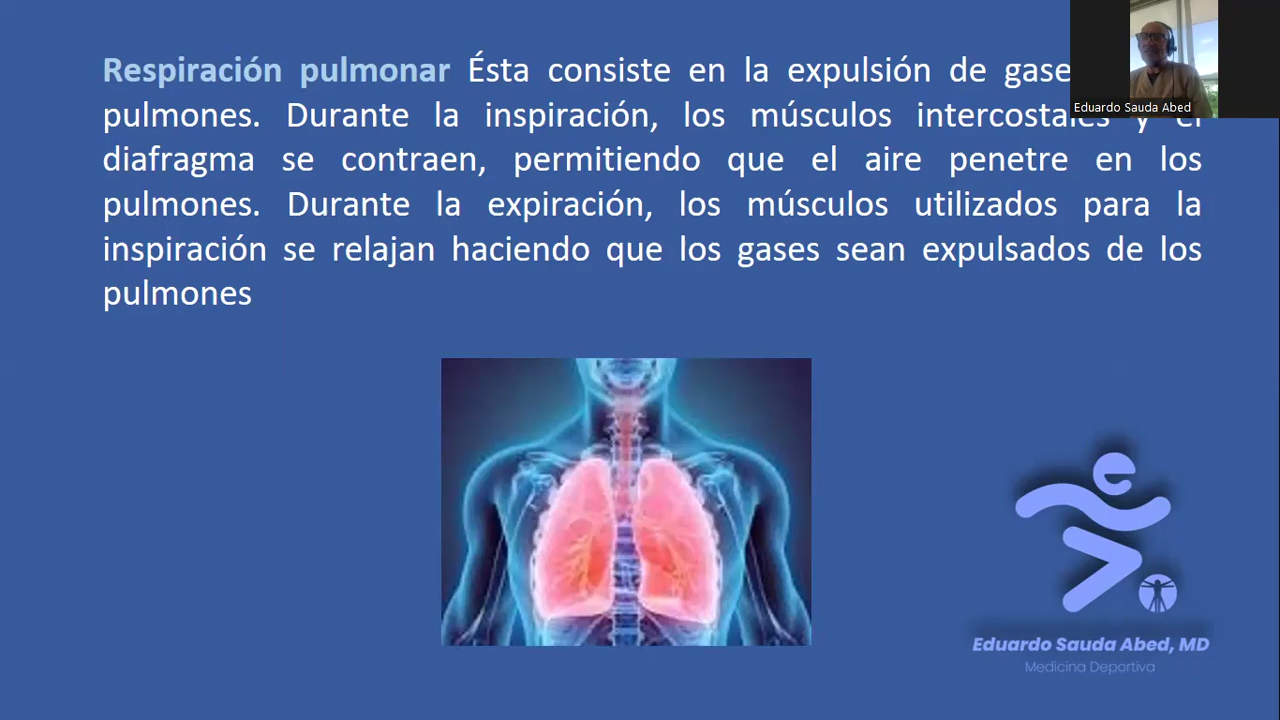 Respiración pulmonar Ésta consiste en la expulsión de
pulmones. Durante la inspiración, los músculos intercostales y el
diafragma se contraen, permitiendo que el aire penetre en los
pulmones. Durante la expiración, los músculos utilizados para la
inspiración se relajan haciendo que los gases sean expulsados de los
pulmones
Eduardo Sauda Abed
Eduardo Sauda Abed, MD
Medicina Deportiva